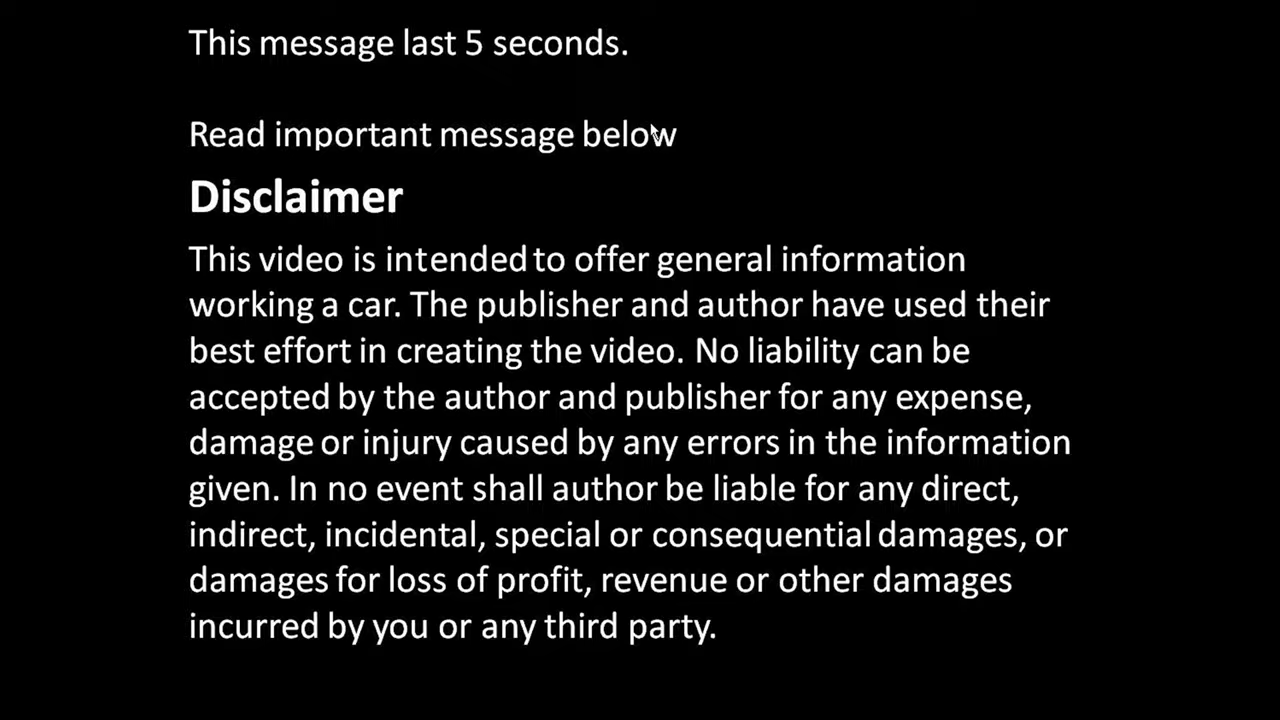 This message last 5 seconds.
Read important message below
Disclaimer
This video is intended to offer general information
working a car. The publisher and author have used their
best effort in creating the video. No liability can be
accepted by the author and publisher for any expense,
damage or injury caused by any errors in the information
given. In no event shall author be liable for any direct,
indirect, incidental, special or consequential damages, or
damages for loss of profit, revenue or other damages
incurred by you or any third party.